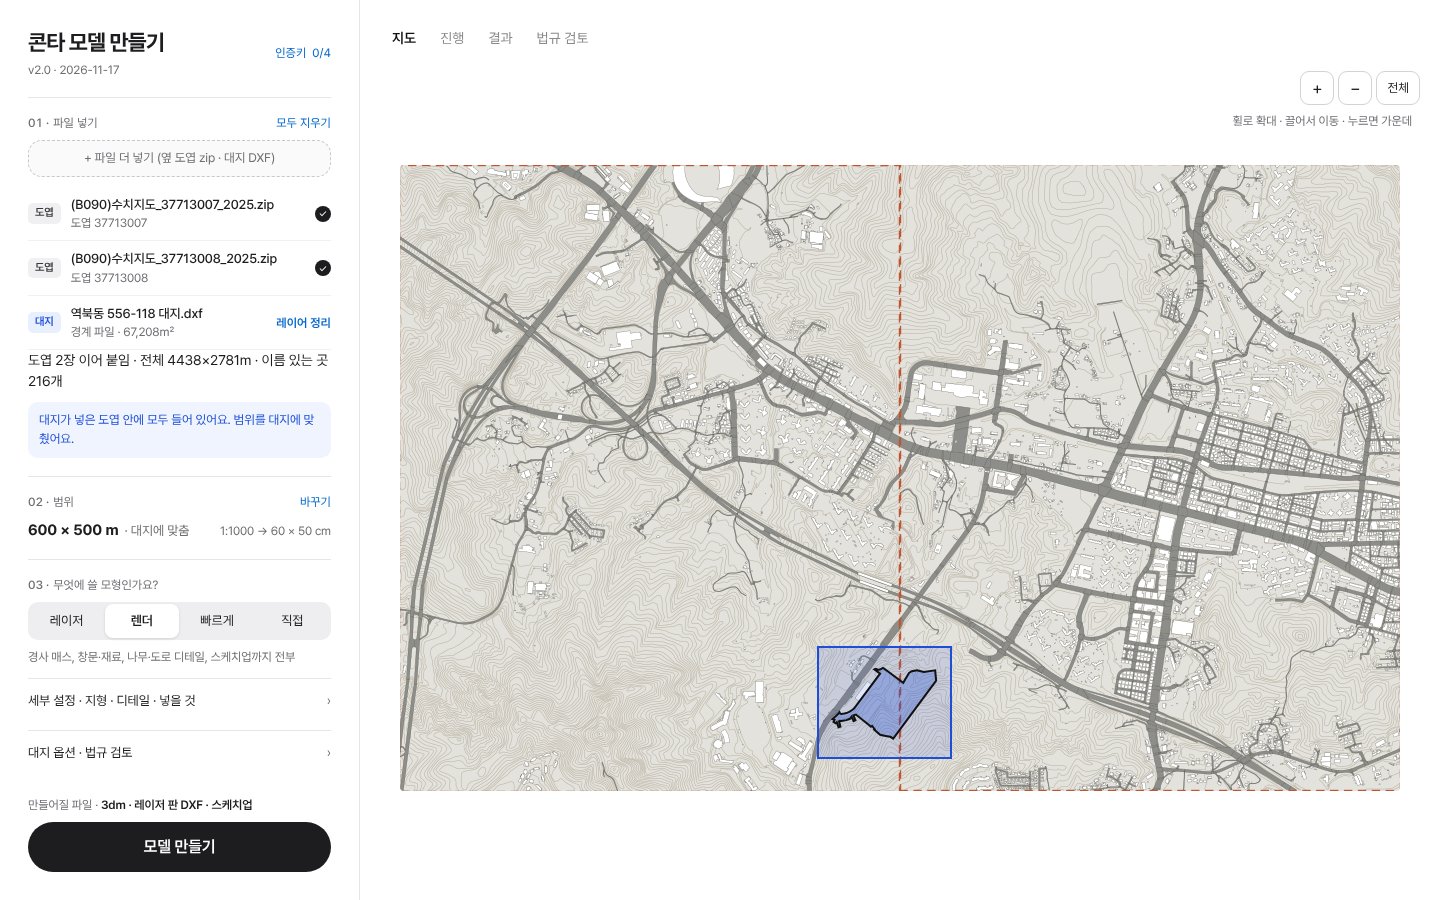 콘타 모델 만들기
인증키 0/4
v2.0 · 2026-11-17
01 · 파일 넣기
모두 지우기
+ 파일 더 넣기 (옆 도엽 zip · 대지 DXF)
도엽
(B090)수치지도_37713007_2025.zip
도엽 37713007
도엽
(B090)수치지도_37713008_2025.zip
도엽 37713008
대지
역북동 556-118 대지.dxf
경계 파일 · 67,208m²
레이어 정리
도엽 2장 이어 붙임 · 전체 4438×2781m · 이름 있는 곳
216개
대지가 넣은 도엽 안에 모두 들어 있어요. 범위를 대지에 맞
췄어요.
02 · 범위
바꾸기
600 × 500 m · 대지에 맞춤
1:1000 → 60 × 50 cm
03 · 무엇에 쓸 모형인가요?
레이저
렌더
빠르게
직접
경사 매스, 창문·재료, 나무·도로 디테일, 스케치업까지 전부
세부 설정 · 지형 · 디테일 · 넣을 것 ›
대지 옵션 · 법규 검토 ›
만들어질 파일 · 3dm · 레이저 판 DXF · 스케치업
모델 만들기
지도
진행
결과
법규 검토
+
−
전체
휠로 확대 · 끌어서 이동 · 누르면 가운데